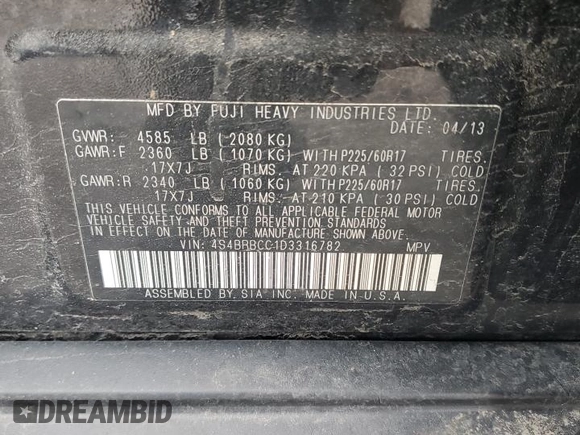 MFD BY FUJI HEAVY INDUSTRIES LTD.
DATE: 04/13
GVWR: 4585 LB (2080 KG)
GAWR:F 2360 LB (1070 KG) WITH P225/60R17 TIRES.
17X7J RIMS. AT 220 KPA ( 32 PSI) COLD
GAWR:R 2340 LB (1060 KG) WITH P225/60R17 TIRES.
17X7J RIMS. AT 210 KPA ( 30 PSI) COLD
THIS VEHICLE CONFORMS TO ALL APPLICABLE FEDERAL MOTOR
VEHICLE SAFETY AND THEFT PREVENTION STANDARDS
IN EFFECT ON THE DATE OF MANUFACTURE SHOWN ABOVE.
VIN: 4S4BRBCC1D3316782 MPV
ASSEMBLED BY SIA INC. MADE IN U.S.A.
DREAMBID